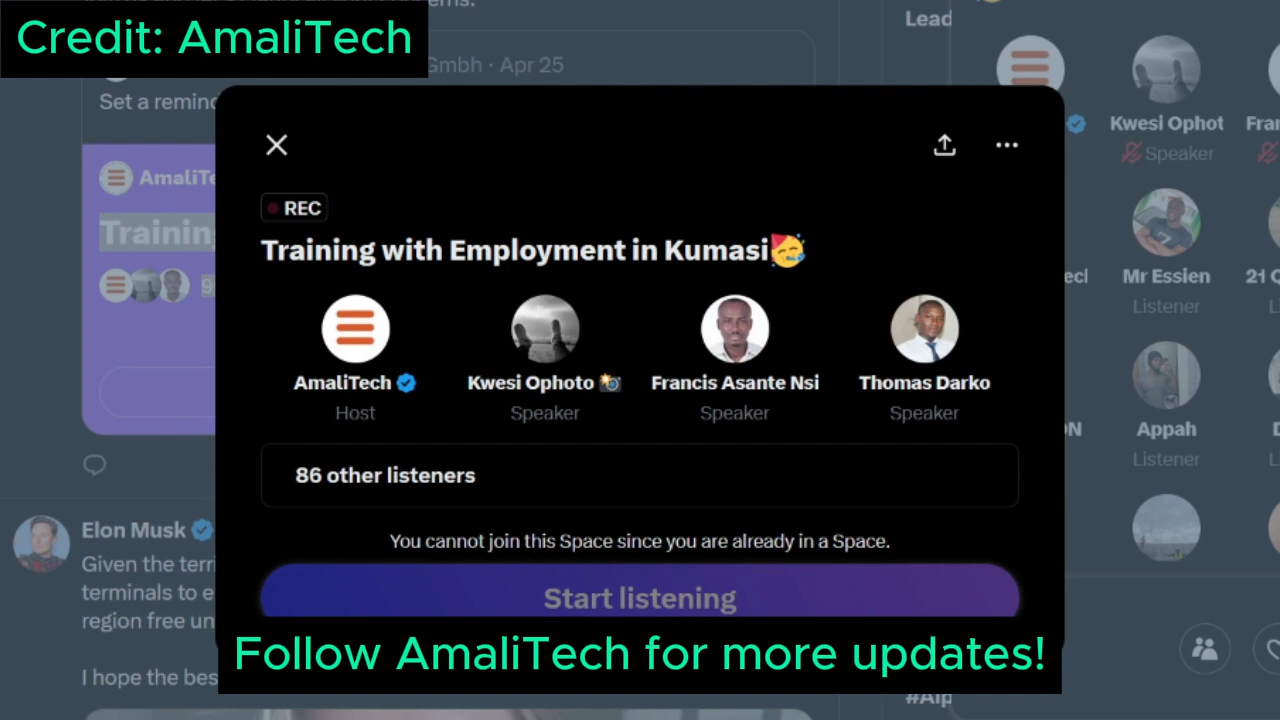 Credit: AmaliTech
Lead
Gmbh · Apr 25
Set a remind
AmaliTe
Training
REC
Training with Employment in Kumasi🥳
AmaliTech
Host
Kwesi Ophoto 📸
Speaker
Francis Asante Nsi
Speaker
Thomas Darko
Speaker
86 other listeners
You cannot join this Space since you are already in a Space.
Start listening
Follow AmaliTech for more updates!
Kwesi Ophot
Speaker
Mr Essien
Listener
Appah
Listener
Elon Musk
Given the terri
terminals to e
region free un
I hope the bes